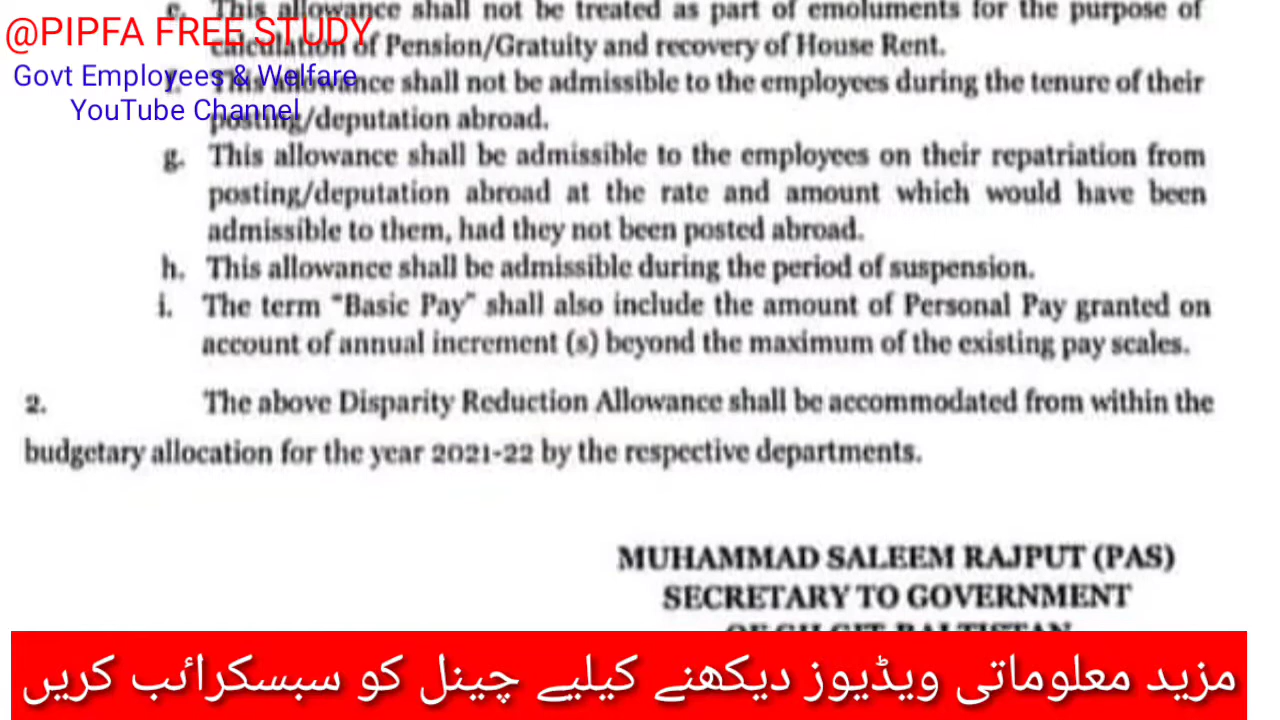 e. This allowance shall not be treated as part of emoluments for the purpose of
@PIPFA FREE STUDY
calculation of Pension/Gratuity and recovery of House Rent.
Govt Employees & Welfare
f. This allowance shall not be admissible to the employees during the tenure of their
YouTube Channel
posting/deputation abroad.
g. This allowance shall be admissible to the employees on their repatriation from
posting/deputation abroad at the rate and amount which would have been
admissible to them, had they not been posted abroad.
h. This allowance shall be admissible during the period of suspension.
i. The term "Basic Pay" shall also include the amount of Personal Pay granted on
account of annual increment (s) beyond the maximum of the existing pay scales.
2. The above Disparity Reduction Allowance shall be accommodated from within the
budgetary allocation for the year 2021-22 by the respective departments.
MUHAMMAD SALEEM RAJPUT (PAS)
SECRETARY TO GOVERNMENT
OF GILGIT BALTISTAN
مزید معلوماتی ویڈیوز دیکھنے کیلیے چینل کو سبسکرائب کریں